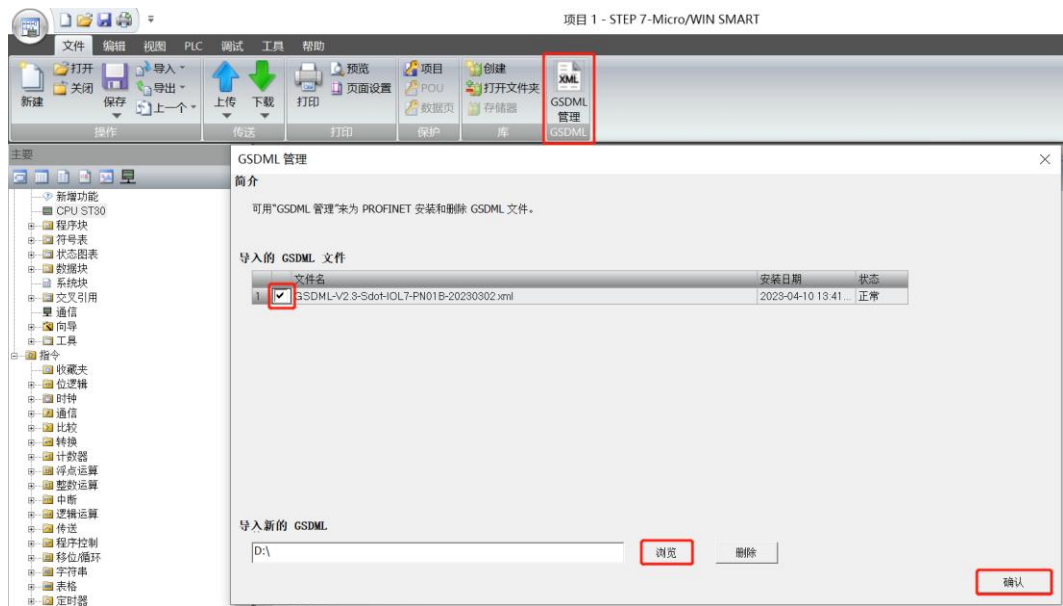 项目 1 - STEP 7-Micro/WIN SMART
文件 编辑 视图 PLC 调试 工具 帮助
新建 打开 关闭 保存 导入 导出 上一个
操作
上传 下载
传送
打印 预览 页面设置
打印
项目 POU 数据页
保护
创建 打开文件夹 存储器
库
XML
GSDML
管理
GSDML
主要
新增功能
CPU ST30
程序块
符号表
状态图表
数据块
系统块
交叉引用
通信
向导
工具
指令
收藏夹
位逻辑
时钟
通信
比较
转换
计数器
浮点运算
整数运算
中断
逻辑运算
传送
程序控制
移位/循环
字符串
表格
定时器
GSDML 管理
简介
可用“GSDML 管理”来为 PROFINET 安装和删除 GSDML 文件。
导入的 GSDML 文件
文件名 安装日期 状态
1 GSDML-V2.3-Sdot-IOL7-PN01B-20230302.xml 2023-04-10 13:41... 正常
导入新的 GSDML
D:\ 浏览 删除
确认